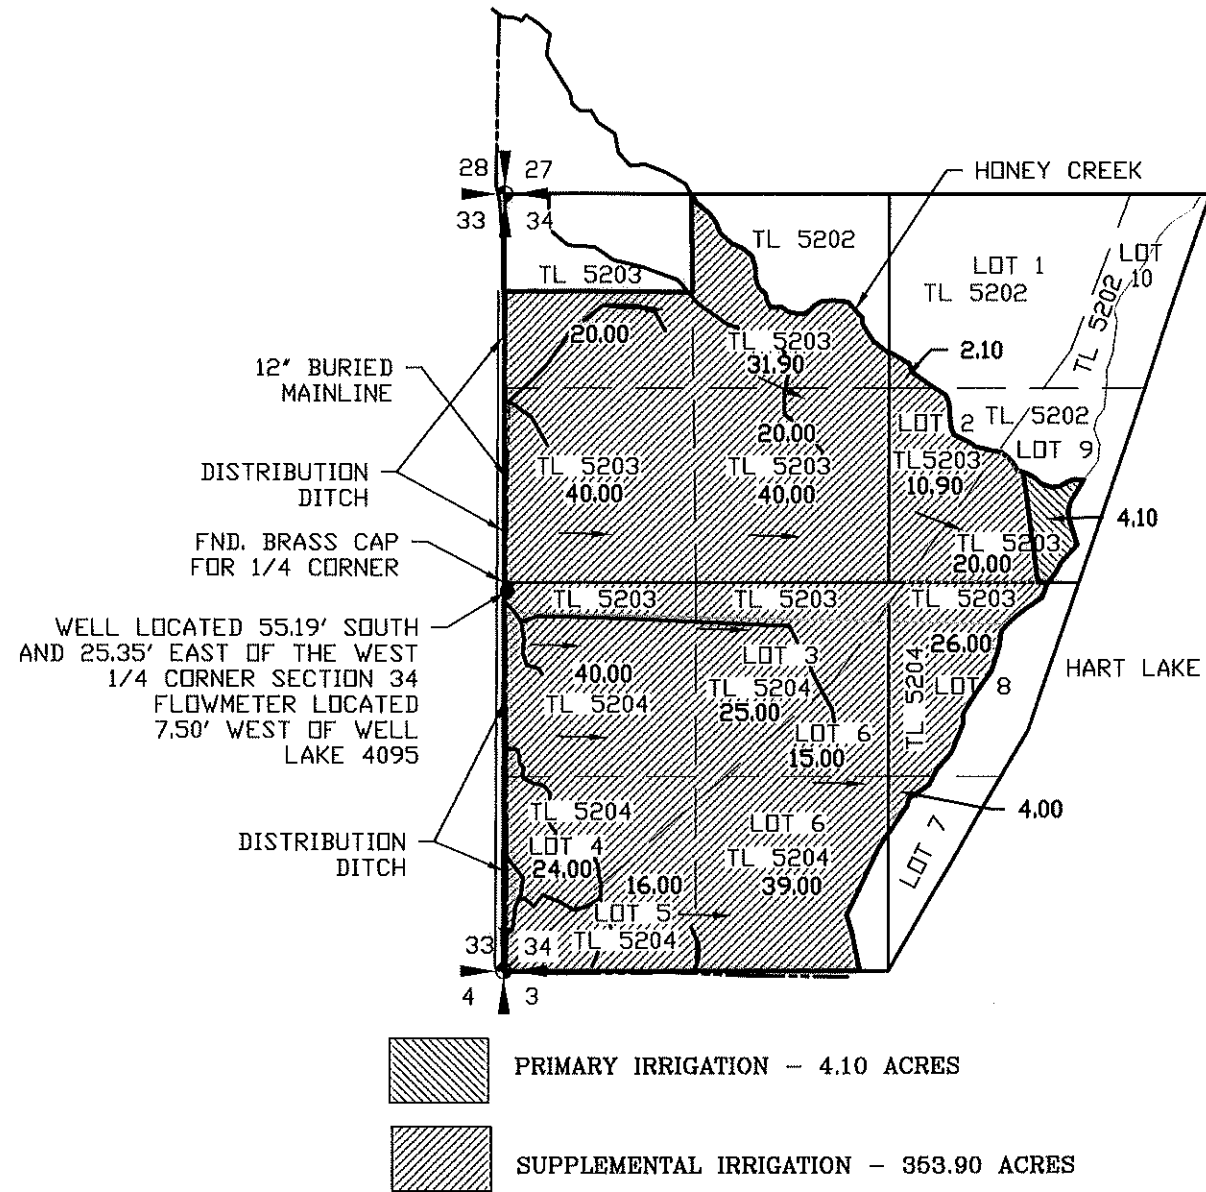 28 27
HONEY CREEK
33 34
TL 5202
LOT 1
TL 5202
LOT
10
TL 5202
TL 5203
20.00
TL 5203
31.90
2.10
12" BURIED
MAINLINE
20.00
LOT 2
TL 5202
LOT 9
DISTRIBUTION
DITCH
TL 5203
40.00
TL 5203
40.00
TL5203
10.90
4.10
FND. BRASS CAP
FOR 1/4 CORNER
TL 5203
20.00
TL 5203
TL 5203
TL 5203
WELL LOCATED 55.19' SOUTH
AND 25.35' EAST OF THE WEST
1/4 CORNER SECTION 34
FLOWMETER LOCATED
7.50' WEST OF WELL
LAKE 4095
26.00
LOT 3
40.00
TL 5204
TL 5204
25.00
LOT 6
15.00
TL 5204
LOT 8
HART LAKE
DISTRIBUTION
DITCH
TL 5204
LOT 4
24.00
LOT 6
TL 5204
39.00
4.00
LOT 7
16.00
LOT 5
TL 5204
33 34
4 3
PRIMARY IRRIGATION - 4.10 ACRES
SUPPLEMENTAL IRRIGATION - 353.90 ACRES